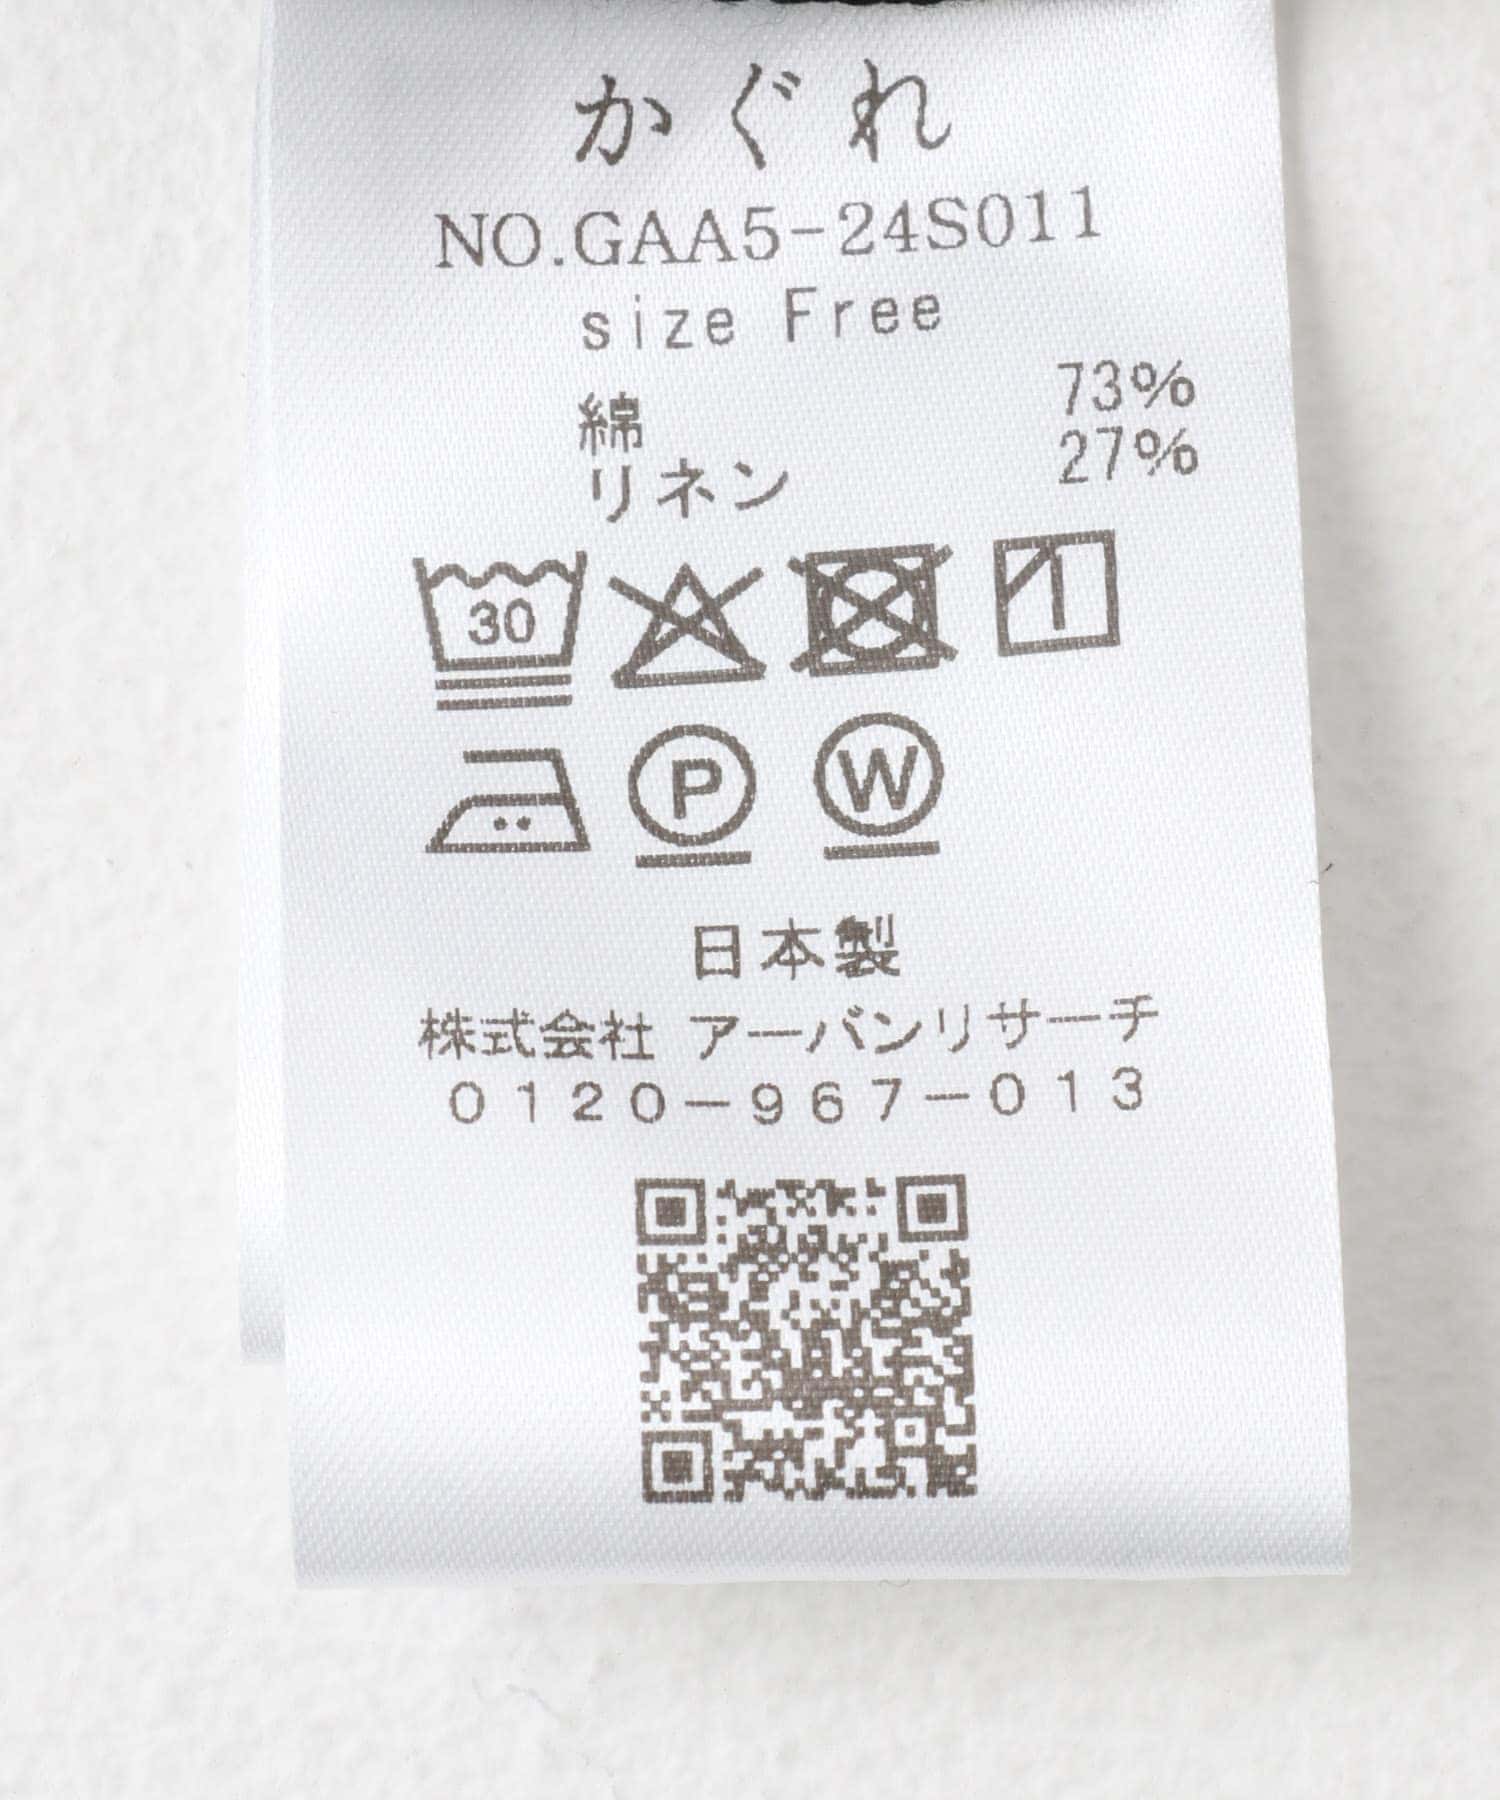 かぐれ
NO.GAA5-24S011
size Free
綿 73%
リネン 27%
30
P W
日本製
株式会社 アーバンリサーチ
0120-967-013